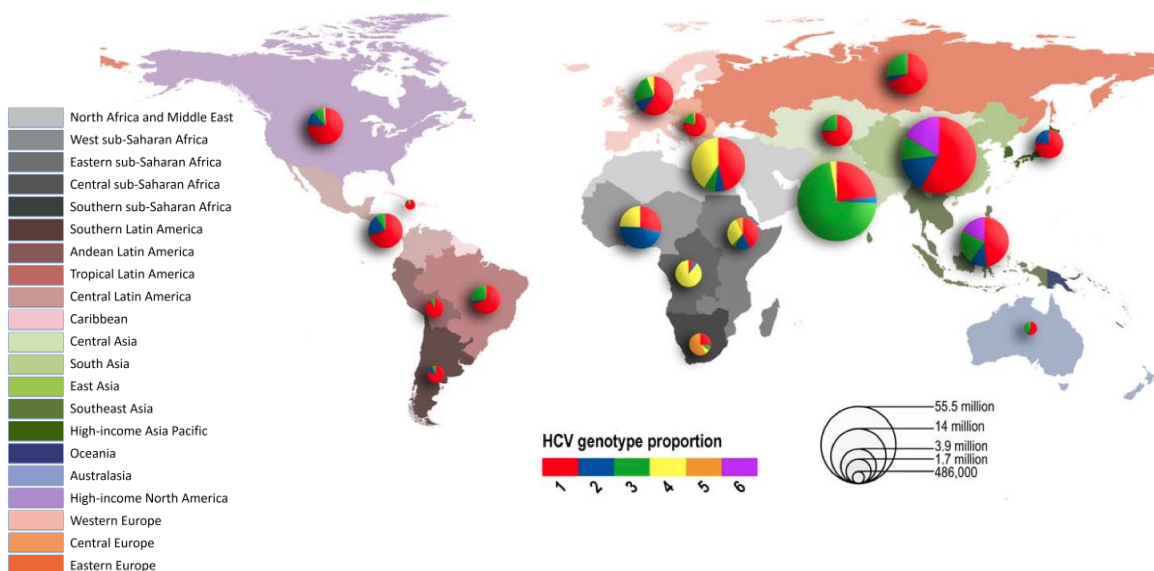 North Africa and Middle East
West sub-Saharan Africa
Eastern sub-Saharan Africa
Central sub-Saharan Africa
Southern sub-Saharan Africa
Southern Latin America
Andean Latin America
Tropical Latin America
Central Latin America
Caribbean
Central Asia
South Asia
East Asia
Southeast Asia
High-income Asia Pacific
Oceania
Australasia
High-income North America
Western Europe
Central Europe
Eastern Europe
HCV genotype proportion
1 2 3 4 5 6
55.5 million
14 million
3.9 million
1.7 million
486,000